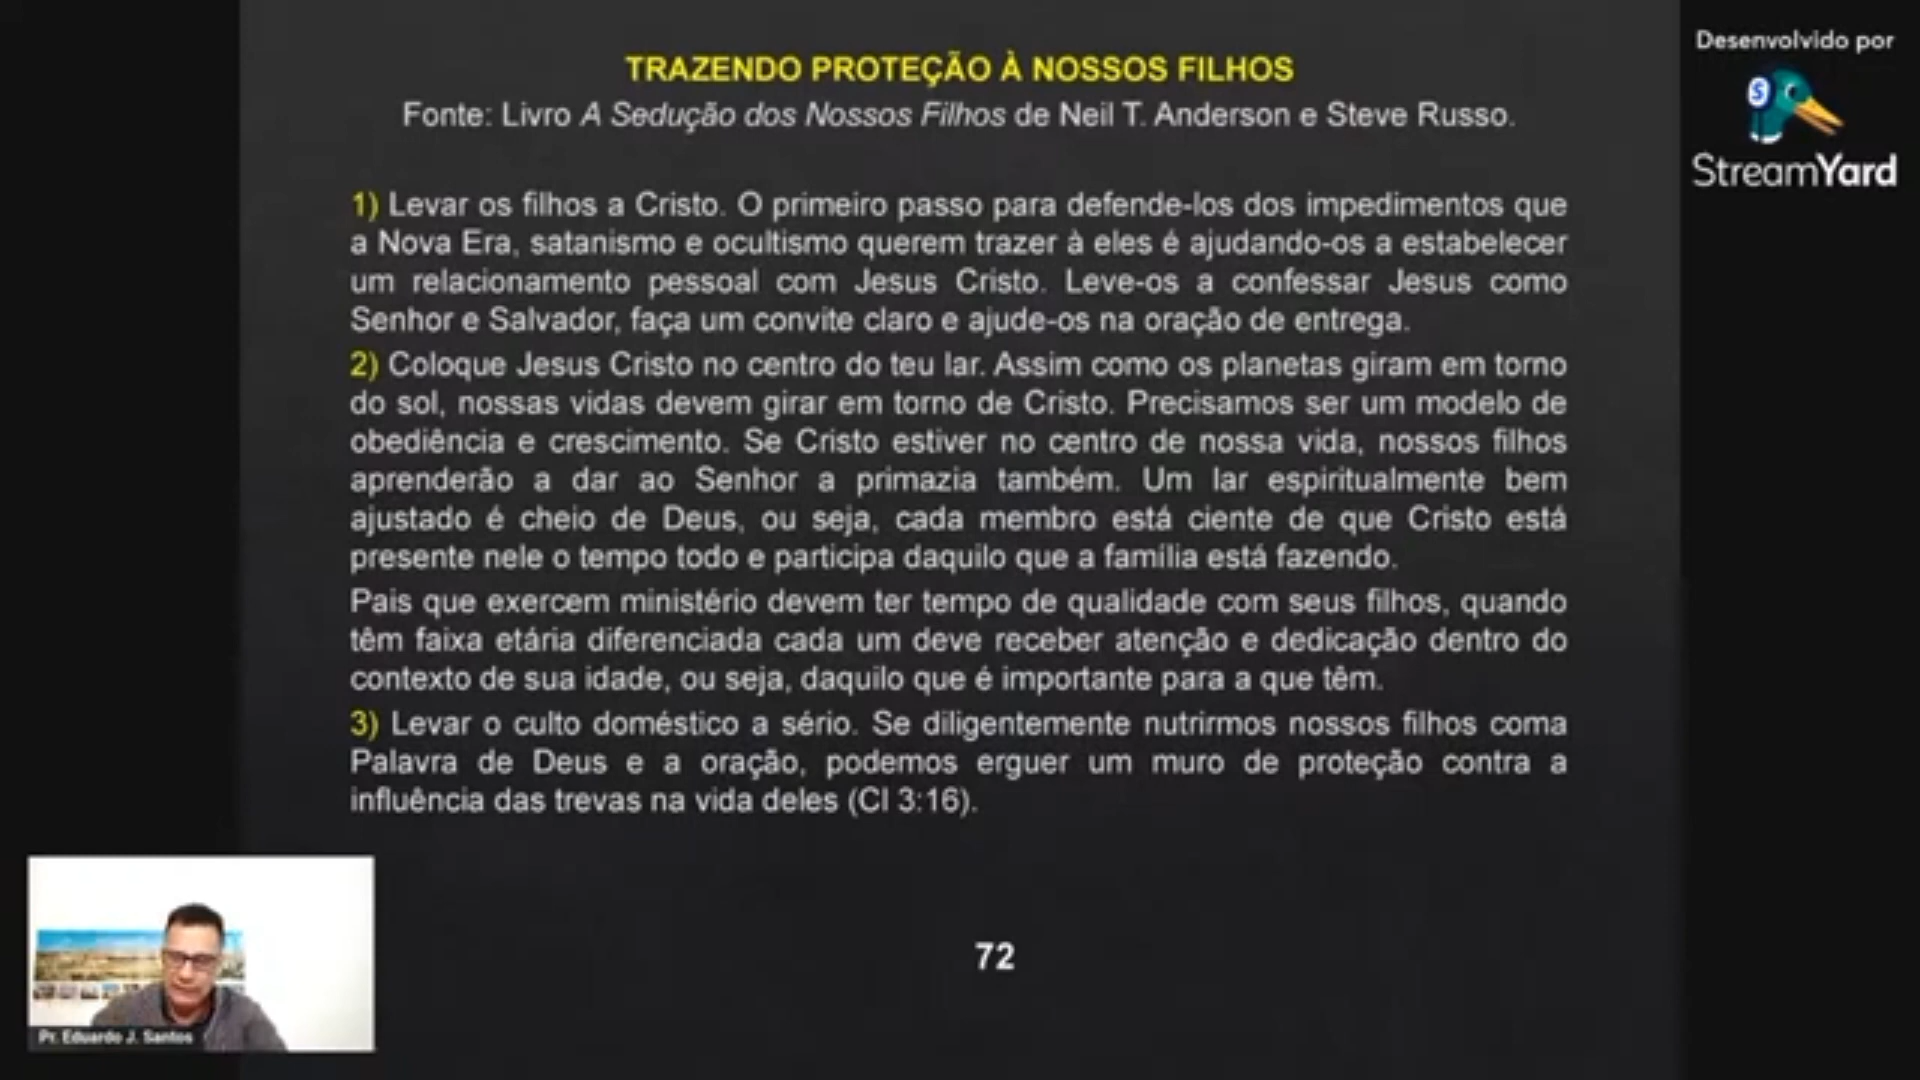 TRAZENDO PROTEÇÃO À NOSSOS FILHOS
Fonte: Livro A Sedução dos Nossos Filhos de Neil T. Anderson e Steve Russo.
1) Levar os filhos a Cristo. O primeiro passo para defende-los dos impedimentos que
a Nova Era, satanismo e ocultismo querem trazer à eles é ajudando-os a estabelecer
um relacionamento pessoal com Jesus Cristo. Leve-os a confessar Jesus como
Senhor e Salvador, faça um convite claro e ajude-os na oração de entrega.
2) Coloque Jesus Cristo no centro do teu lar. Assim como os planetas giram em torno
do sol, nossas vidas devem girar em torno de Cristo. Precisamos ser um modelo de
obediência e crescimento. Se Cristo estiver no centro de nossa vida, nossos filhos
aprenderão a dar ao Senhor a primazia também. Um lar espiritualmente bem
ajustado é cheio de Deus, ou seja, cada membro está ciente de que Cristo está
presente nele o tempo todo e participa daquilo que a família está fazendo.
Pais que exercem ministério devem ter tempo de qualidade com seus filhos, quando
têm faixa etária diferenciada cada um deve receber atenção e dedicação dentro do
contexto de sua idade, ou seja, daquilo que é importante para a que têm.
3) Levar o culto doméstico a sério. Se diligentemente nutrirmos nossos filhos coma
Palavra de Deus e a oração, podemos erguer um muro de proteção contra a
influência das trevas na vida deles (Cl 3:16).
72
Desenvolvido por
S
StreamYard
Pr. Eduardo J. Santos